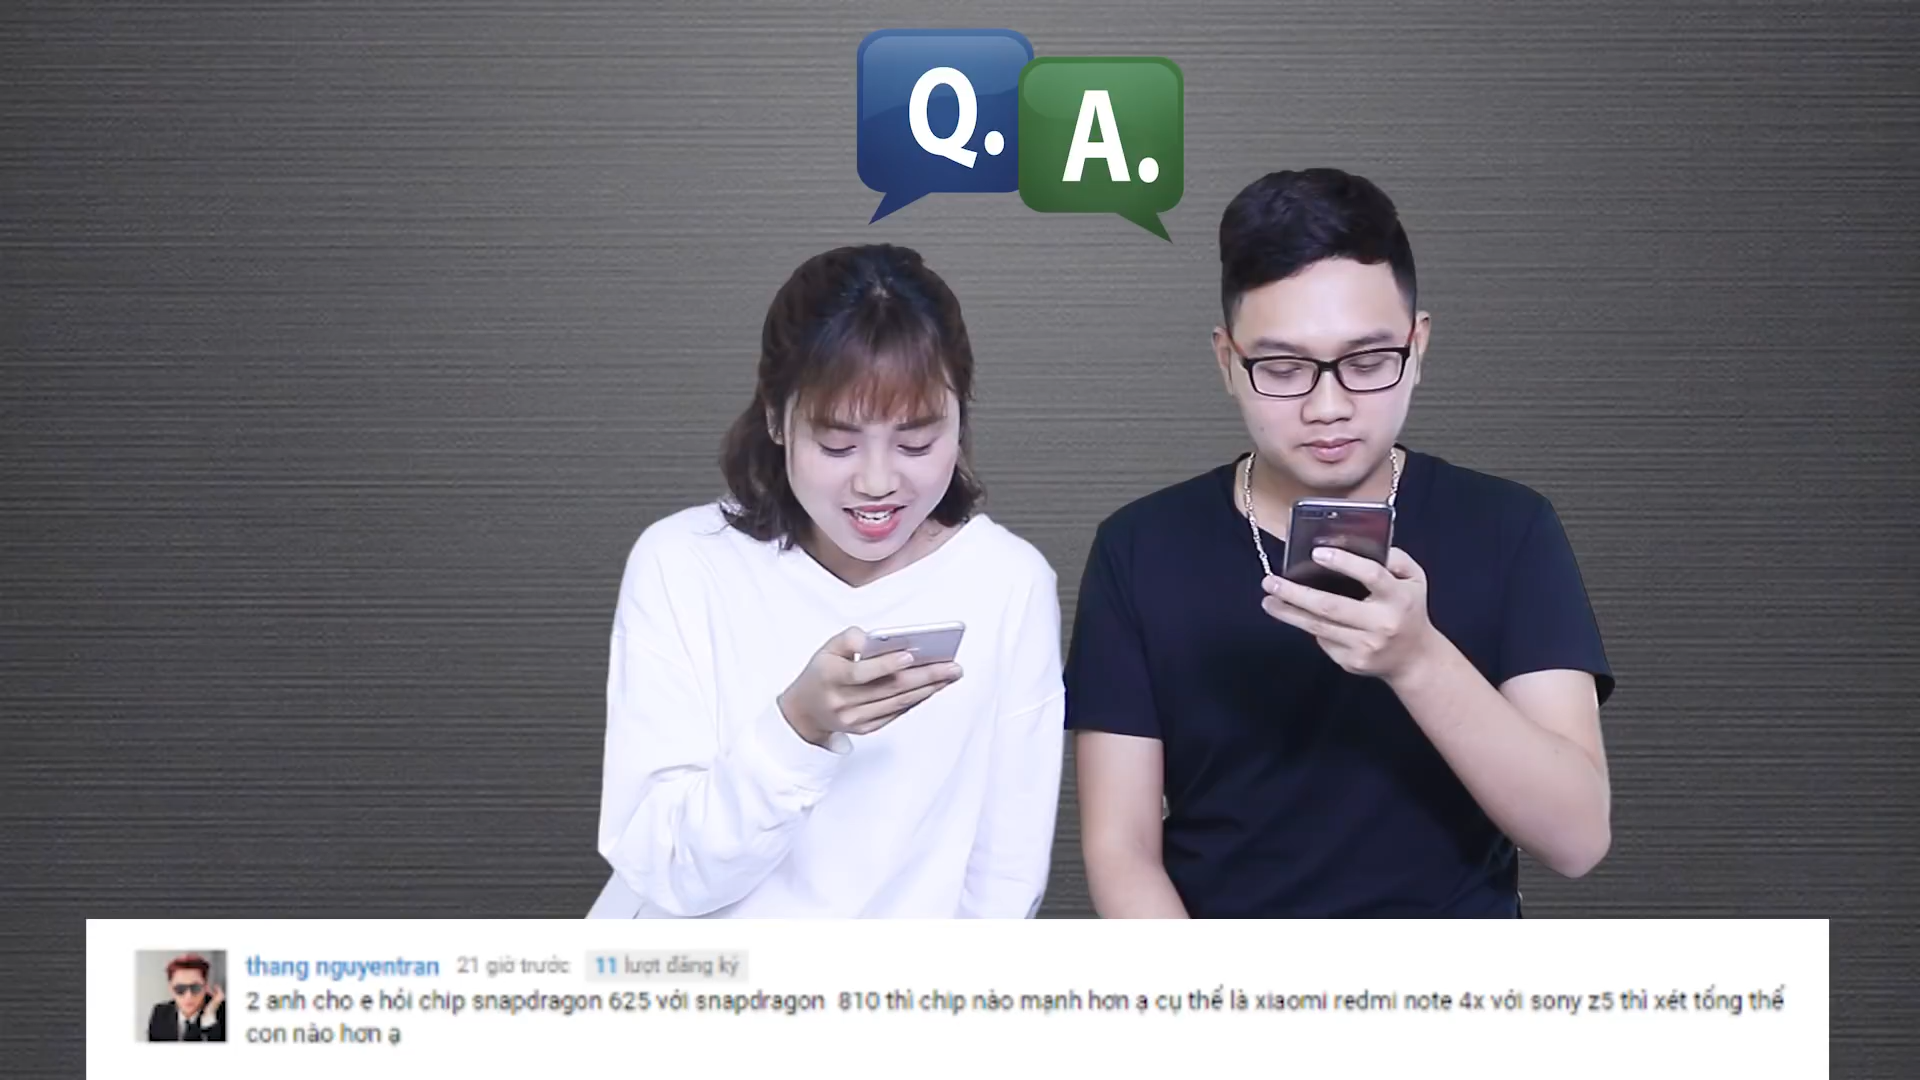 Q.
A.
thang nguyentran 21 giờ trước 11 lượt đăng ký
2 anh cho e hỏi chip snapdragon 625 với snapdragon 810 thì chip nào mạnh hơn ạ cụ thể là xiaomi redmi note 4x với sony z5 thì xét tổng thể
con nào hơn ạ